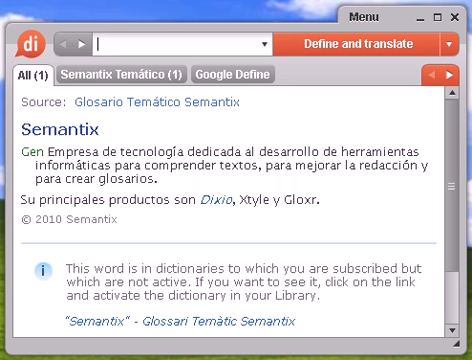 Menu
di
Define and translate
All (1)
Semantix Temático (1)
Google Define
Source: Glosario Temático Semantix
Semantix
Gen Empresa de tecnología dedicada al desarrollo de herramientas
informáticas para comprender textos, para mejorar la redacción y
para crear glosarios.
Su principales productos son Dixio, Xtyle y Gloxr.
© 2010 Semantix
i
This word is in dictionaries to which you are subscribed but
which are not active. If you want to see it, click on the link
and activate the dictionary in your Library.
"Semantix" - Glossari Temàtic Semantix